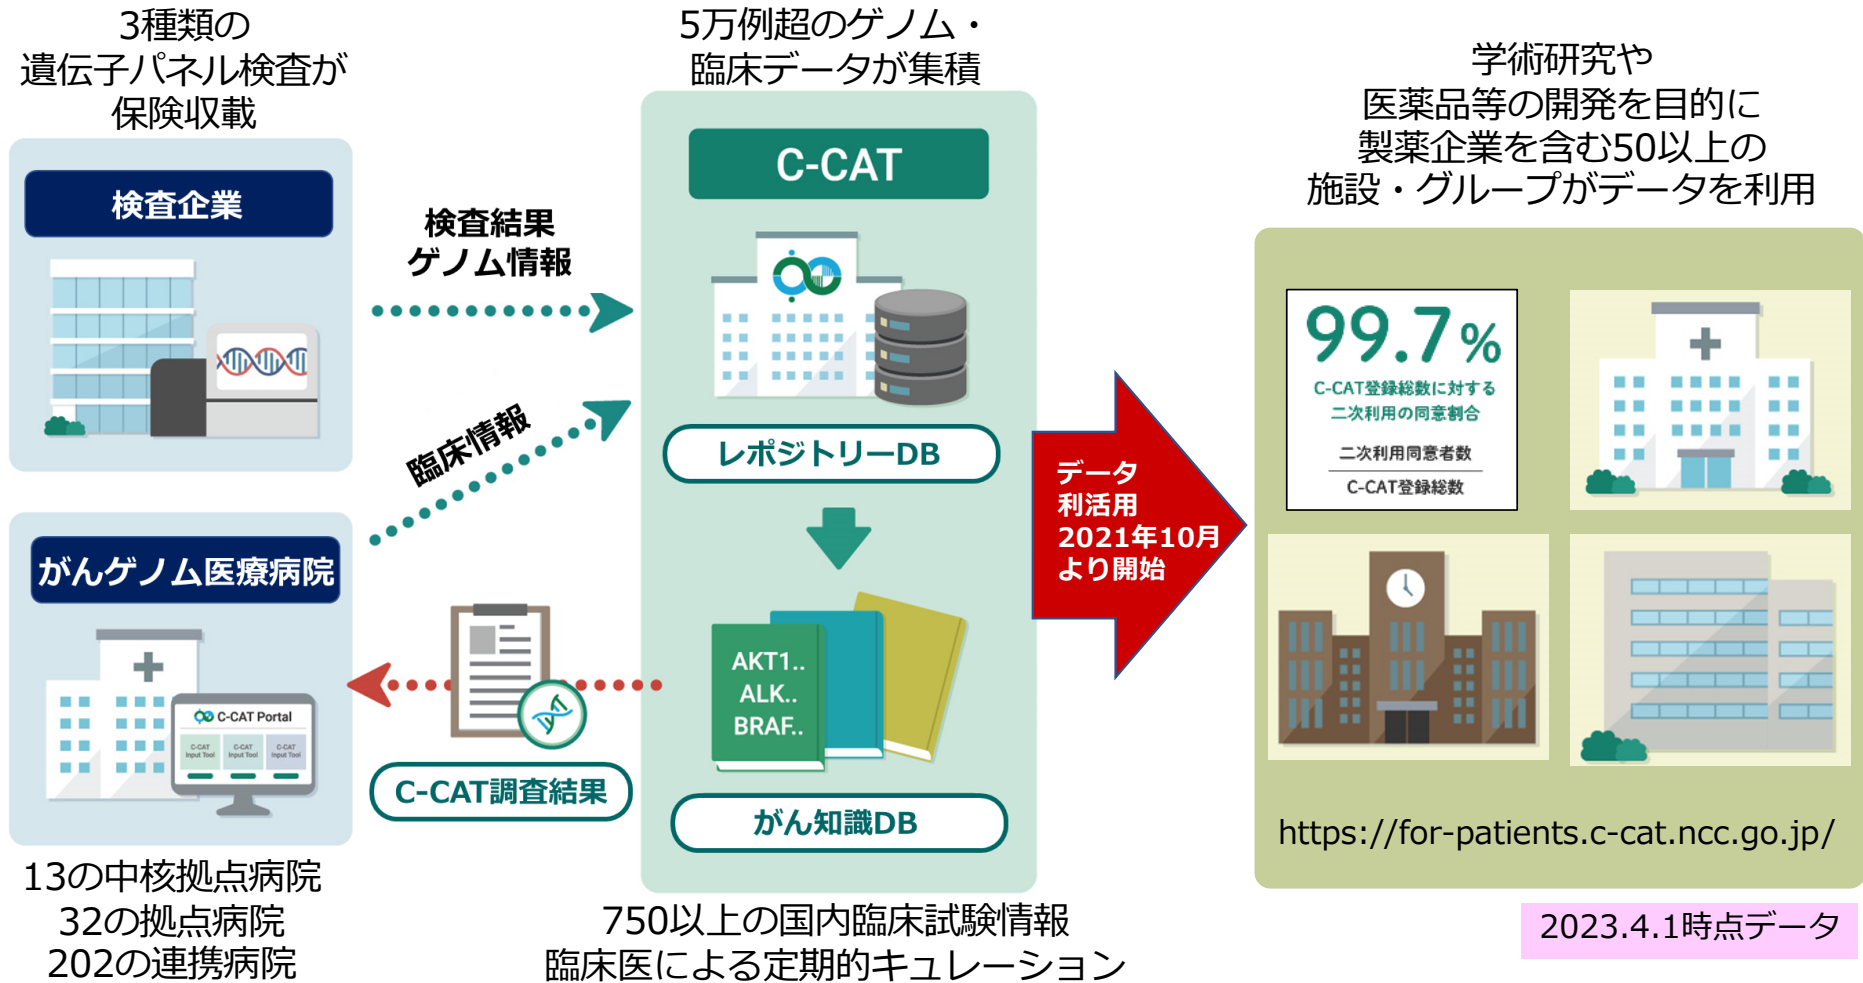 3種類の
遺伝子パネル検査が
保険収載
検査企業
検査結果
ゲノム情報
臨床情報
がんゲノム医療病院
C-CAT Portal
C-CAT
Input Tool
C-CAT
Input Tool
C-CAT
Input Tool
13の中核拠点病院
32の拠点病院
202の連携病院
C-CAT調査結果
5万例超のゲノム・
臨床データが集積
C-CAT
レポジトリーDB
AKT1..
ALK..
BRAF..
がん知識DB
750以上の国内臨床試験情報
臨床医による定期的キュレーション
データ
利活用
2021年10月
より開始
学術研究や
医薬品等の開発を目的に
製薬企業を含む50以上の
施設・グループがデータを利用
99.7%
C-CAT登録総数に対する
二次利用の同意割合
二次利用同意者数
C-CAT登録総数
https://for-patients.c-cat.ncc.go.jp/
2023.4.1時点データ